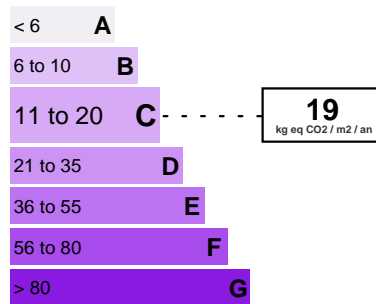 < 6 A
6 to 10 B
11 to 20 C
19
kg eq CO2 / m2 / an
21 to 35 D
36 to 55 E
56 to 80 F
> 80 G